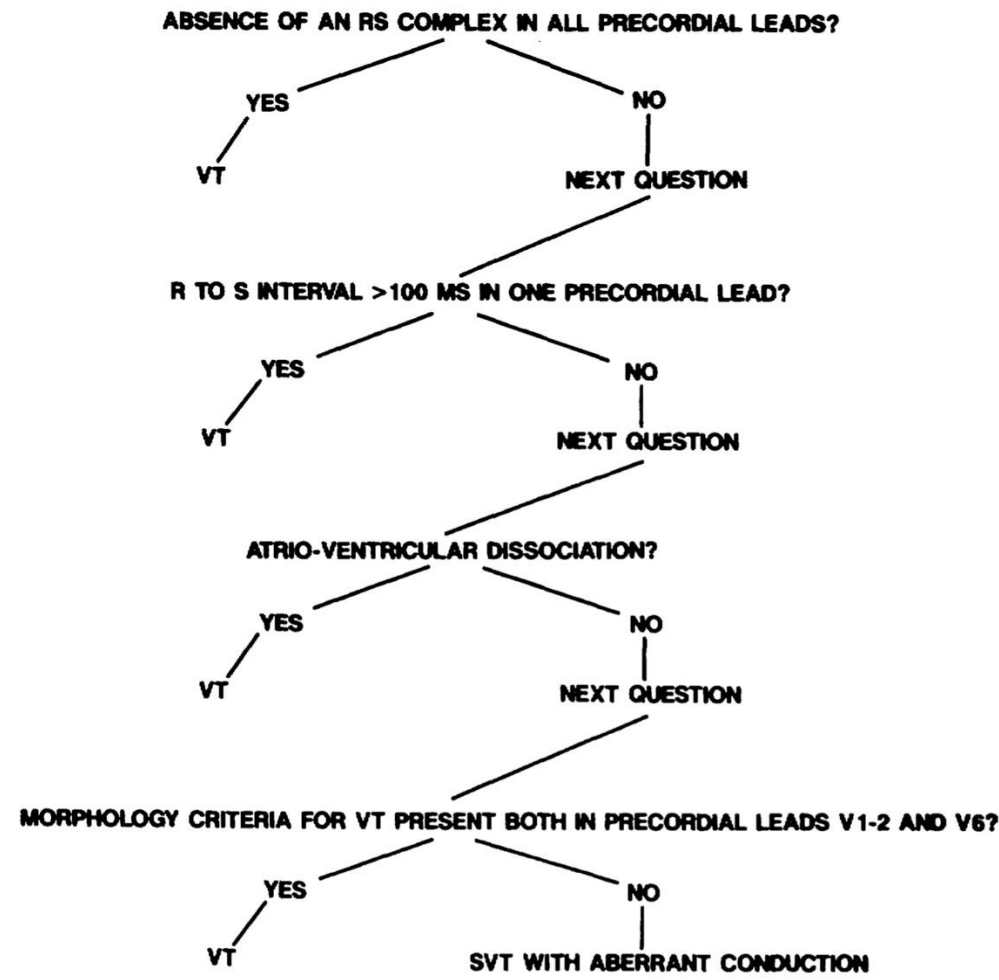 ABSENCE OF AN RS COMPLEX IN ALL PRECORDIAL LEADS?
YES
NO
VT
NEXT QUESTION
R TO S INTERVAL >100 MS IN ONE PRECORDIAL LEAD?
YES
NO
VT
NEXT QUESTION
ATRIO-VENTRICULAR DISSOCIATION?
YES
NO
VT
NEXT QUESTION
MORPHOLOGY CRITERIA FOR VT PRESENT BOTH IN PRECORDIAL LEADS V1-2 AND V6?
YES
NO
VT
SVT WITH ABERRANT CONDUCTION